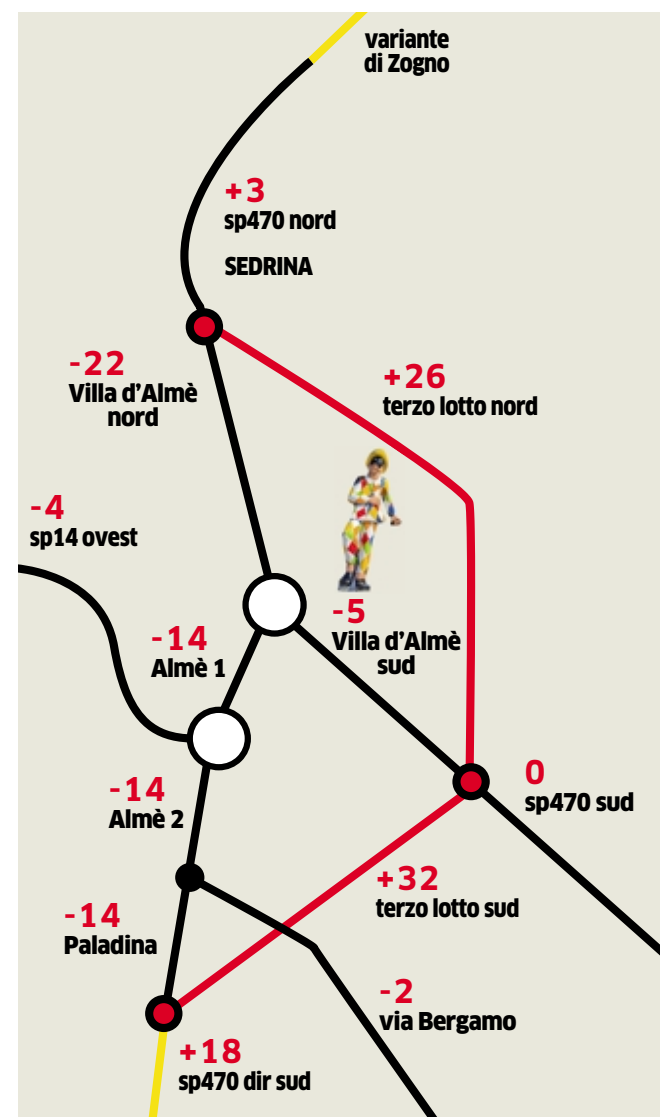 variante
di Zogno
+3
sp470 nord
SEDRINA
-22
Villa d'Almè
nord
+26
terzo lotto nord
-4
sp14 ovest
-5
Villa d'Almè
sud
-14
Almè 1
0
sp470 sud
-14
Almè 2
+32
terzo lotto sud
-14
Paladina
-2
via Bergamo
+18
sp470 dir sud